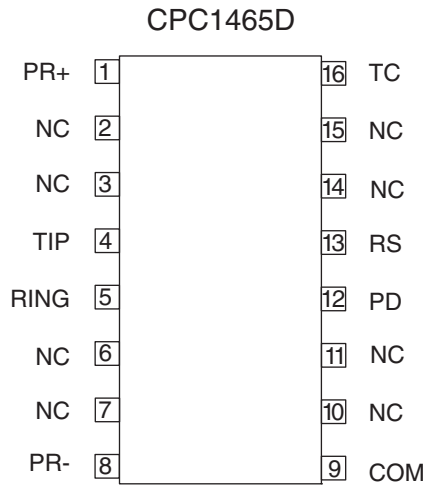 CPC1465D
PR+ 1 16 TC
NC 2 15 NC
NC 3 14 NC
TIP 4 13 RS
RING 5 12 PD
NC 6 11 NC
NC 7 10 NC
PR- 8 9 COM